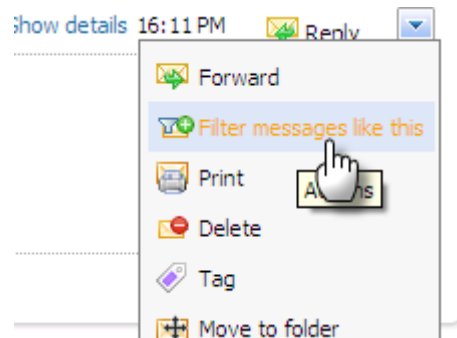 Show details 16:11 PM Reply
Forward
Filter messages like this
Print
Delete
Tag
Move to folder